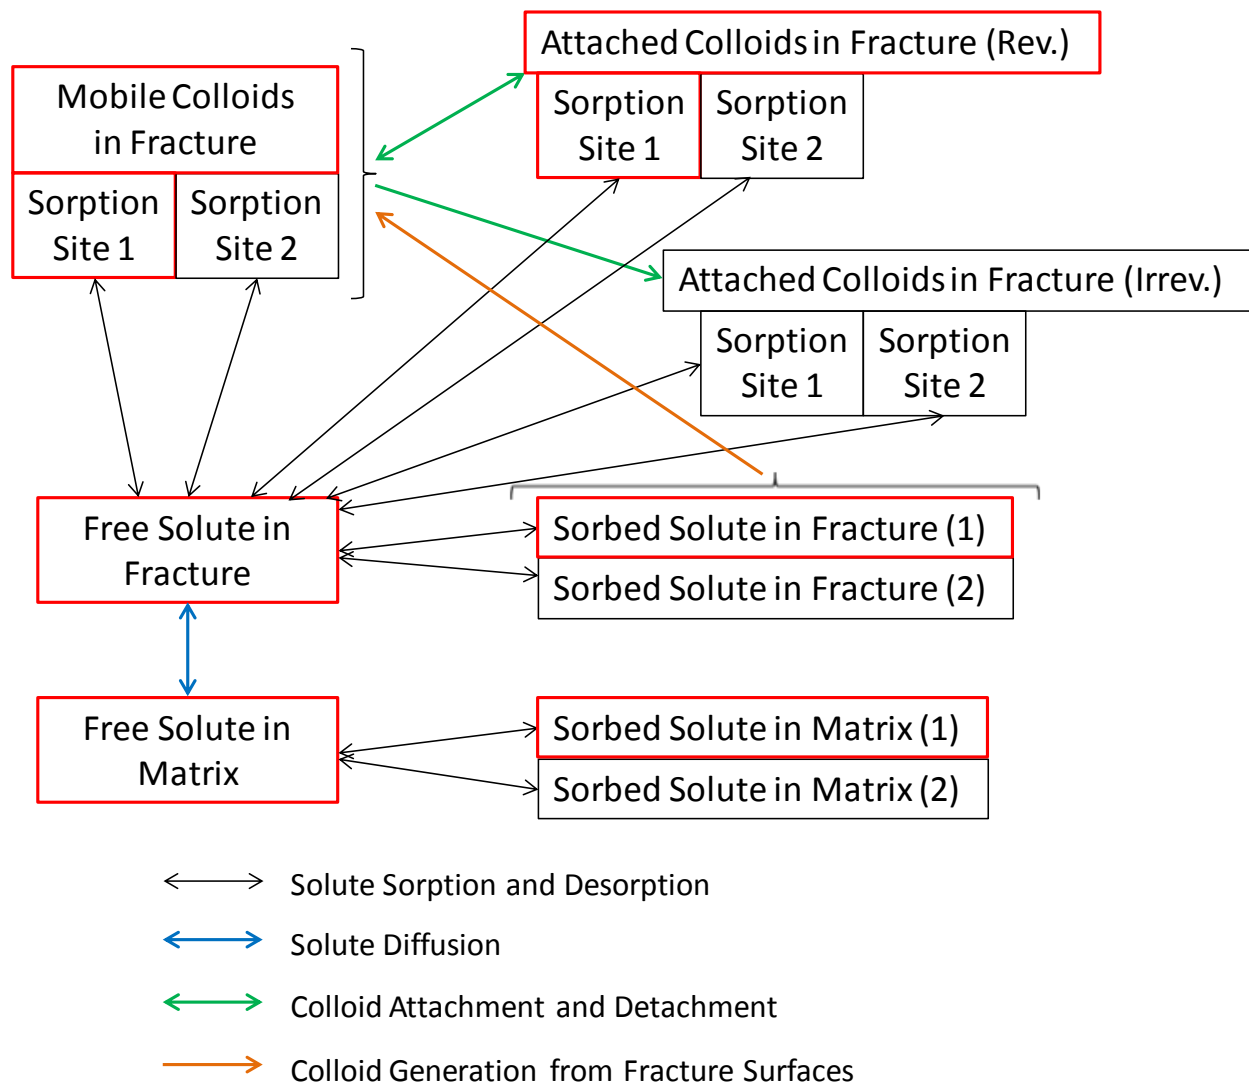 Mobile Colloids
in Fracture
Sorption
Site 1
Sorption
Site 2
Attached Colloids in Fracture (Rev.)
Sorption
Site 1
Sorption
Site 2
Attached Colloids in Fracture (Irrev.)
Sorption
Site 1
Sorption
Site 2
Free Solute in
Fracture
Sorbed Solute in Fracture (1)
Sorbed Solute in Fracture (2)
Free Solute in
Matrix
Sorbed Solute in Matrix (1)
Sorbed Solute in Matrix (2)
Solute Sorption and Desorption
Solute Diffusion
Colloid Attachment and Detachment
Colloid Generation from Fracture Surfaces